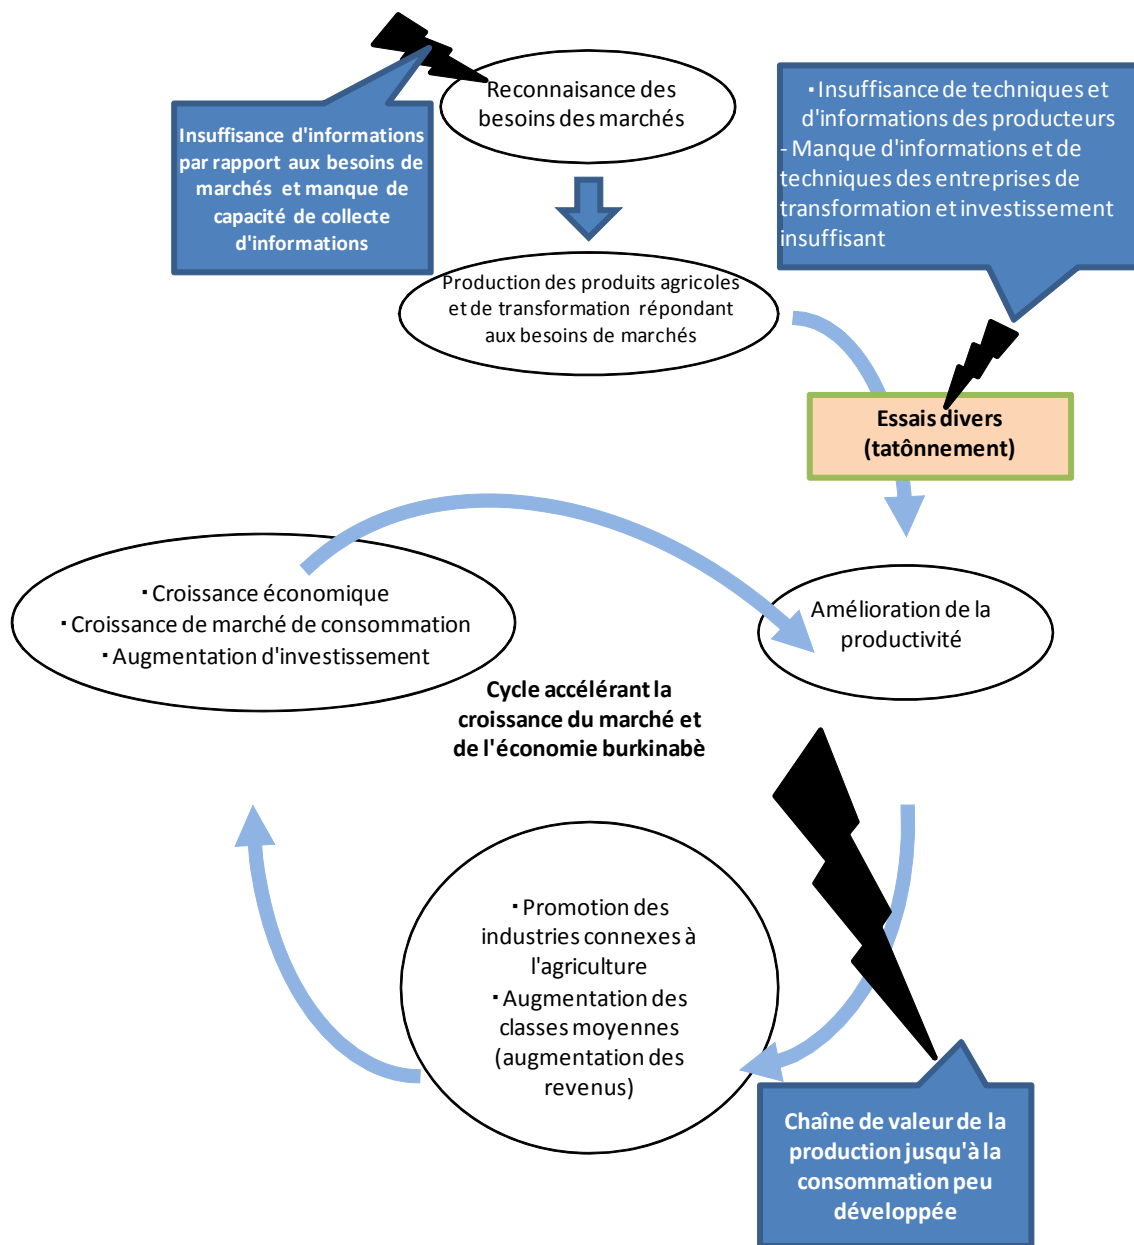 Reconnaisance des
besoins des marchés
Insuffisance d'informations
par rapport aux besoins de
marchés et manque de
capacité de collecte
d'informations
・Insuffisance de techniques et
d'informations des producteurs
- Manque d'informations et de
techniques des entreprises de
transformation et investissement
insuffisant
Production des produits agricoles
et de transformation répondant
aux besoins de marchés
Essais divers
(tatônnement)
・Croissance économique
・Croissance de marché de consommation
・Augmentation d'investissement
Amélioration de la
productivité
Cycle accélérant la
croissance du marché et
de l'économie burkinabè
・Promotion des
industries connexes à
l'agriculture
・Augmentation des
classes moyennes
(augmentation des
revenus)
Chaîne de valeur de la
production jusqu'à la
consommation peu
développée